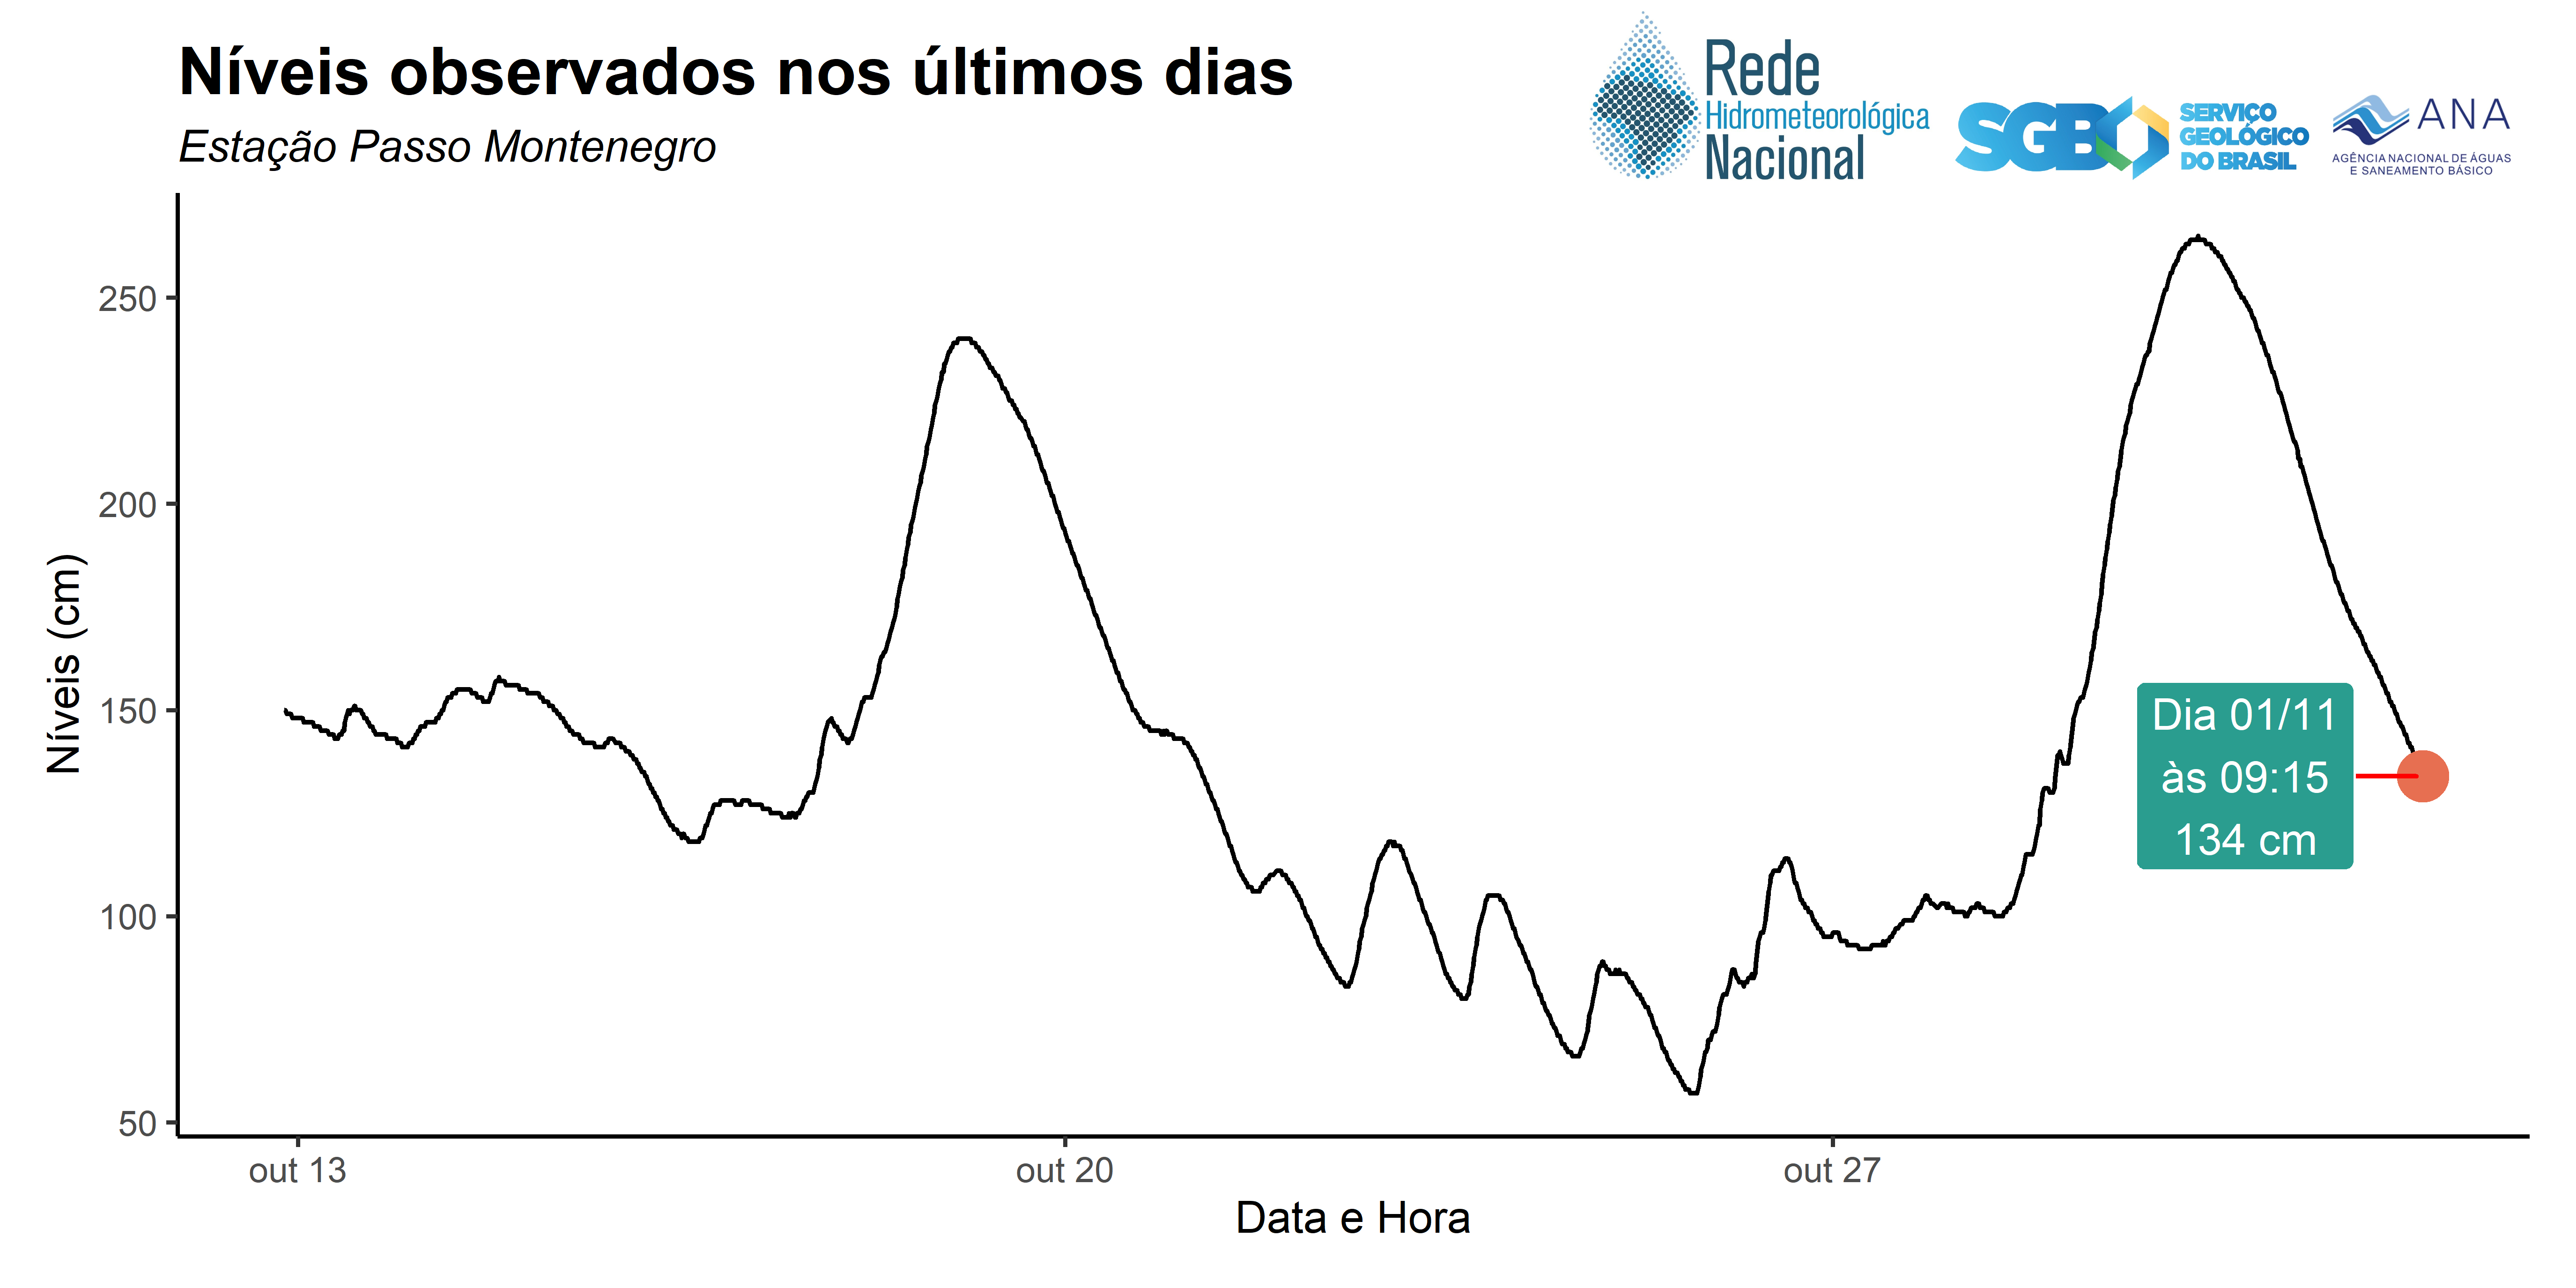 Níveis observados nos últimos dias
Estação Passo Montenegro
Rede
Hidrometeorológica
Nacional
SGB
SERVIÇO
GEOLÓGICO
DO BRASIL
ANA
AGÊNCIA NACIONAL DE ÁGUAS
E SANEAMENTO BÁSICO
Níveis (cm)
250
200
150
100
50
Dia 01/11
às 09:15
134 cm
out 13
out 20
out 27
Data e Hora